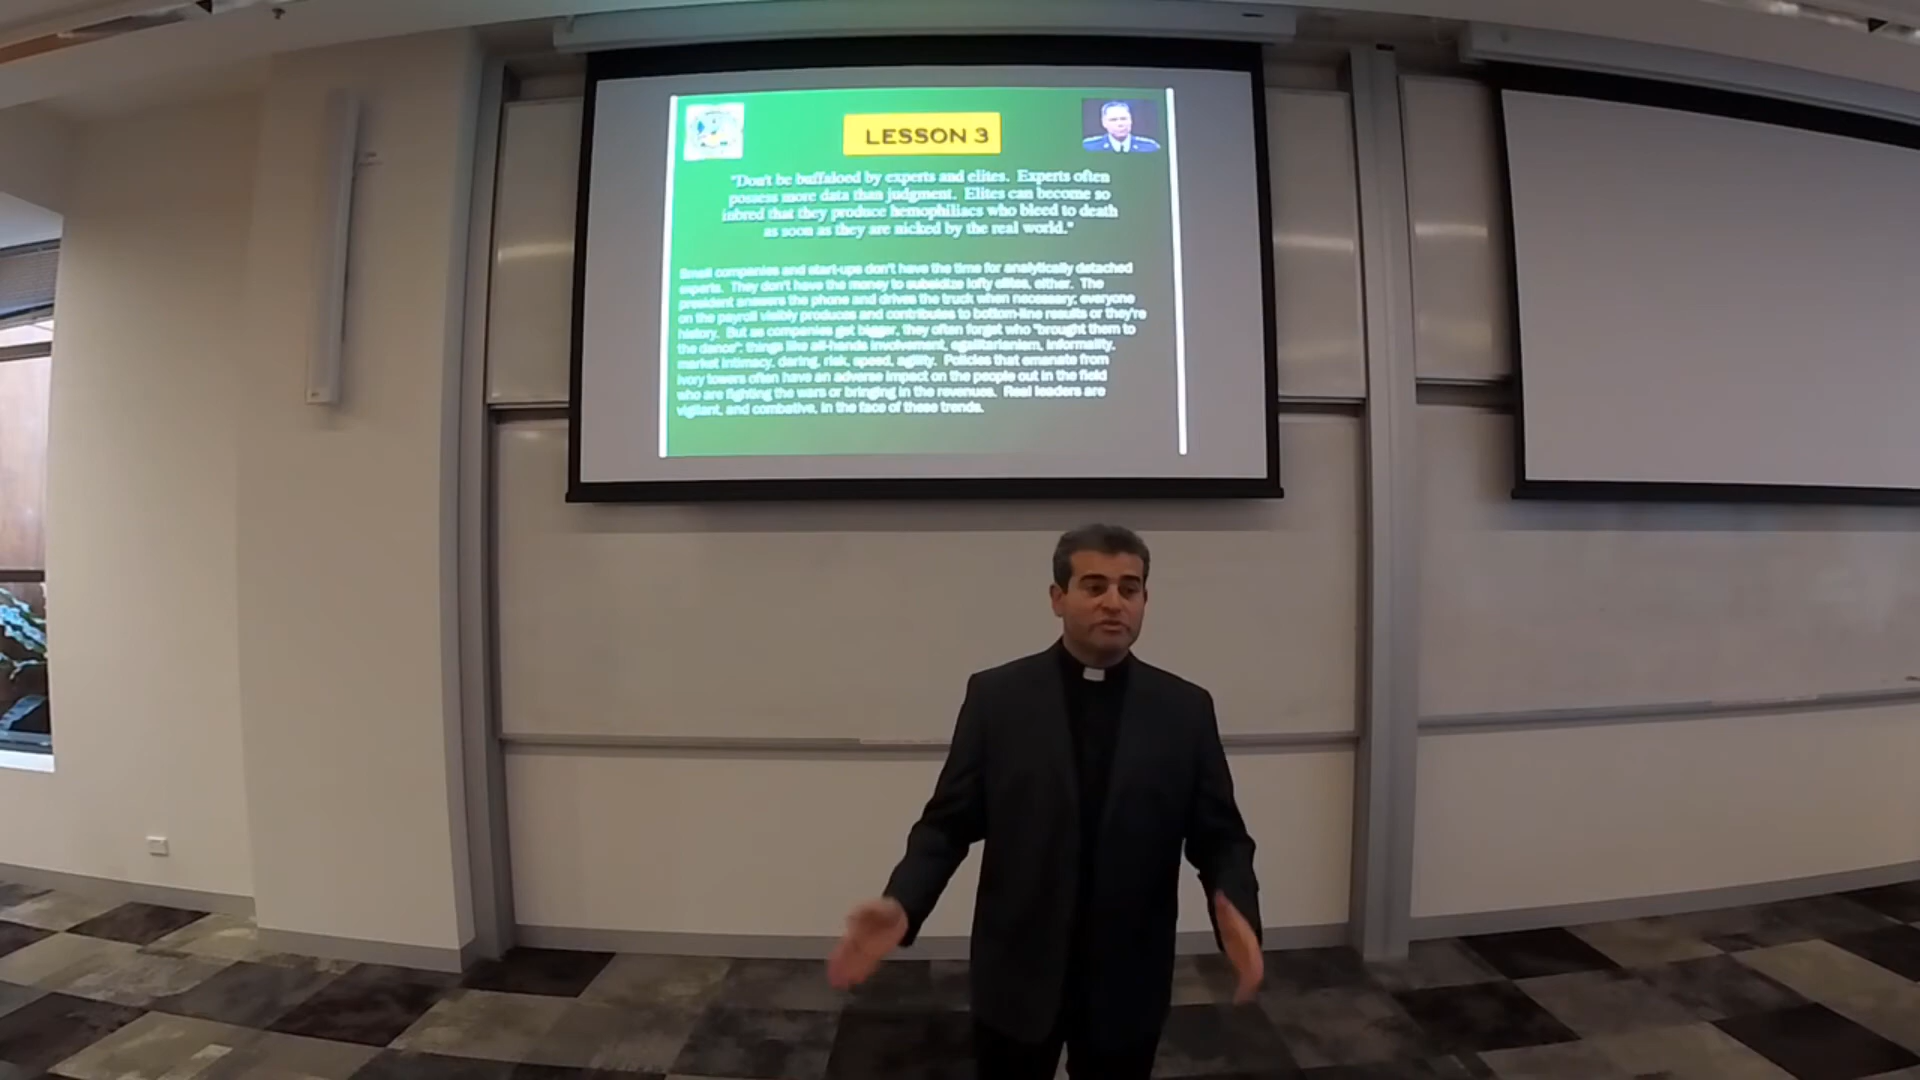 LESSON 3
"Don't be buffaloed by experts and elites. Experts often
possess more data than judgment. Elites can become so
inbred that they produce hemophiliacs who bleed to death
as soon as they are nicked by the real world."
Small companies and start-ups don't have the time for analytically detached
experts. They don't have the money to subsidize lofty elites, either. The
president answers the phone and drives the truck when necessary; everyone
on the payroll visibly produces and contributes to bottom-line results or they're
history. But as companies get bigger, they often forget who "brought them to
the dance": things like all-hands involvement, egalitarianism, informality,
market intimacy, daring, risk, speed, agility. Policies that emanate from
ivory towers often have an adverse impact on the people out in the field
who are fighting the wars or bringing in the revenues. Real leaders are
vigilant, and combative, in the face of these trends.